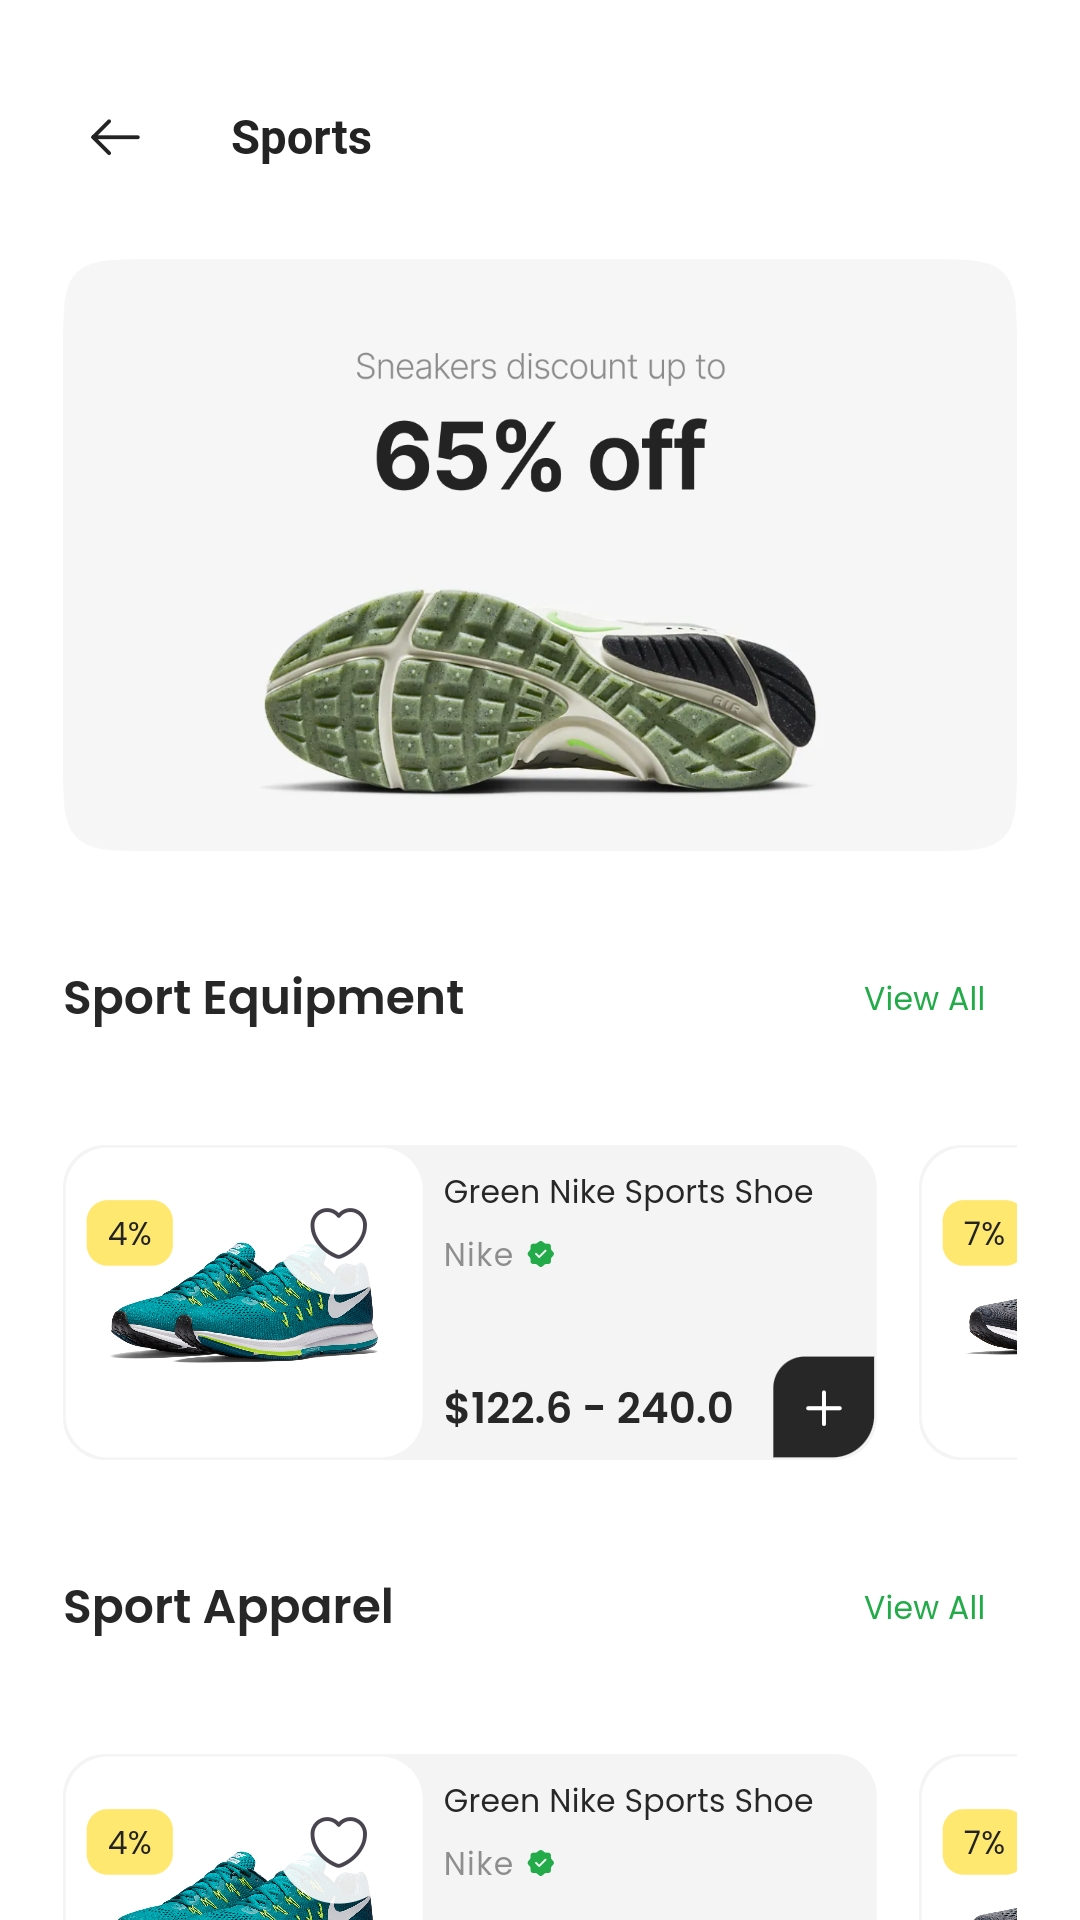 Sports
Sneakers discount up to
65% off
Sport Equipment
View All
4%
Green Nike Sports Shoe
Nike
$122.6 - 240.0
7%
Sport Apparel
View All
4%
Green Nike Sports Shoe
Nike
7%